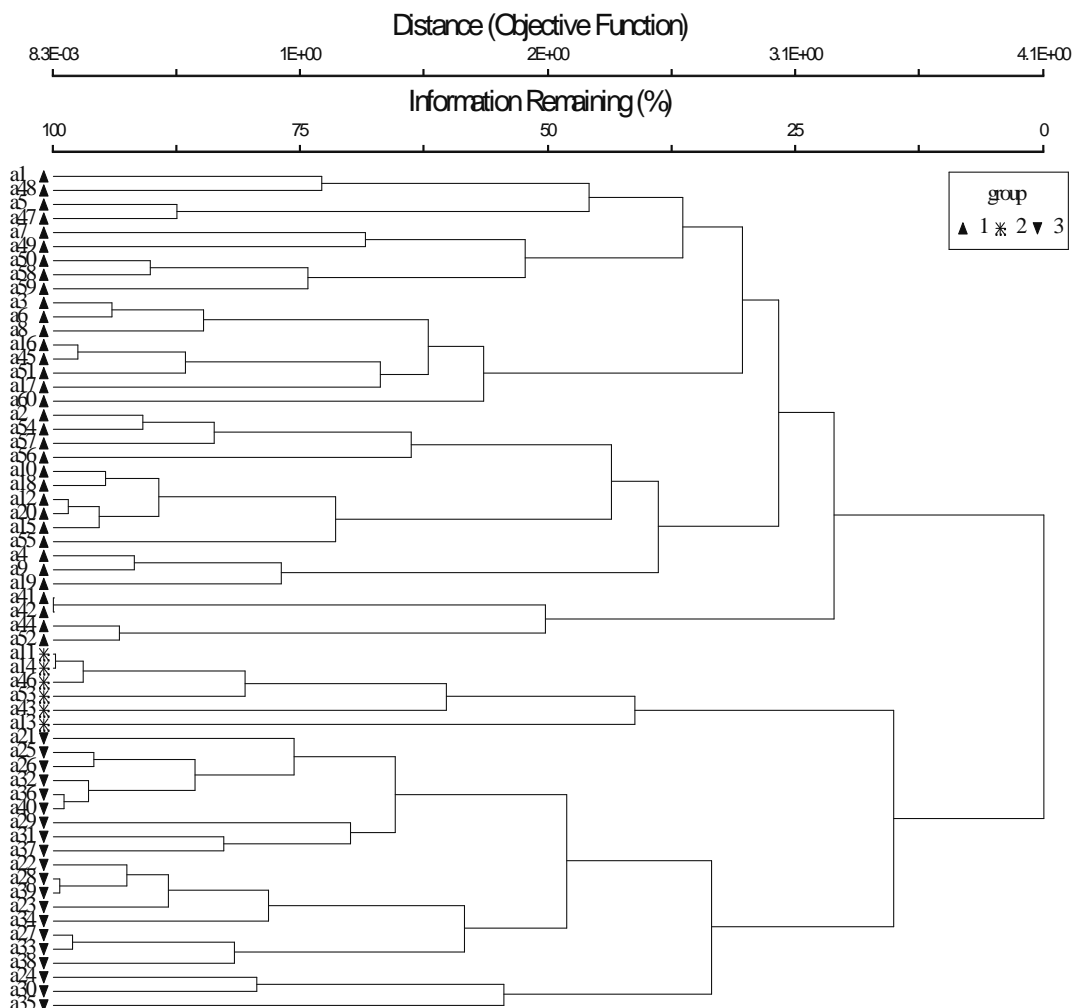 Distance (Objective Function)
8.3E-03 1E+00 2E+00 3.1E+00 4.1E+00
Information Remaining (%)
100 75 50 25 0
group
▲ 1 ⁎ 2 ▼ 3
a1
a48
a5
a47
a7
a49
a50
a58
a59
a3
a6
a8
a16
a45
a51
a17
a60
a2
a54
a57
a56
a10
a18
a12
a20
a15
a55
a4
a9
a19
a41
a42
a44
a52
a11
a14
a46
a53
a43
a13
a21
a25
a26
a32
a36
a40
a29
a31
a37
a22
a28
a39
a23
a34
a27
a33
a38
a24
a30
a35